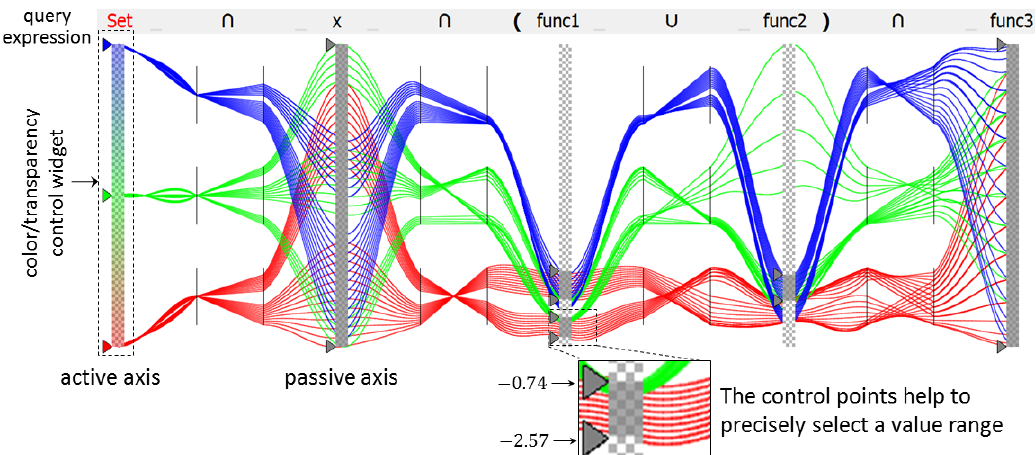 query
expression
Set _ ∩ _ x _ ∩ _ ( func1 _ ∪ _ func2 ) _ ∩ _ func3
color/transparency
control widget
active axis
passive axis
−0.74
−2.57
The control points help to
precisely select a value range